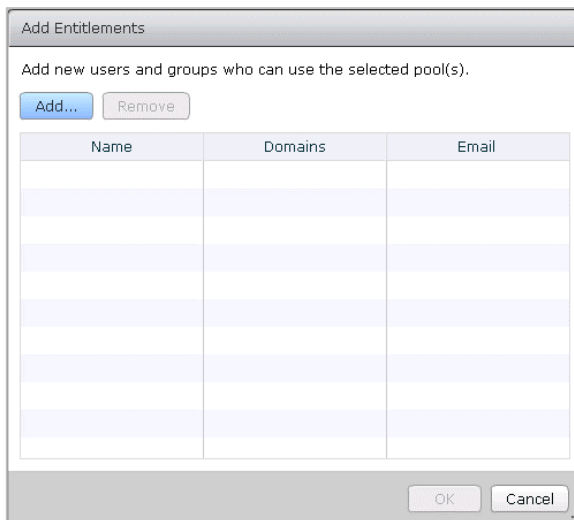 Add Entitlements
Add new users and groups who can use the selected pool(s).
Add... Remove
Name Domains Email
OK Cancel